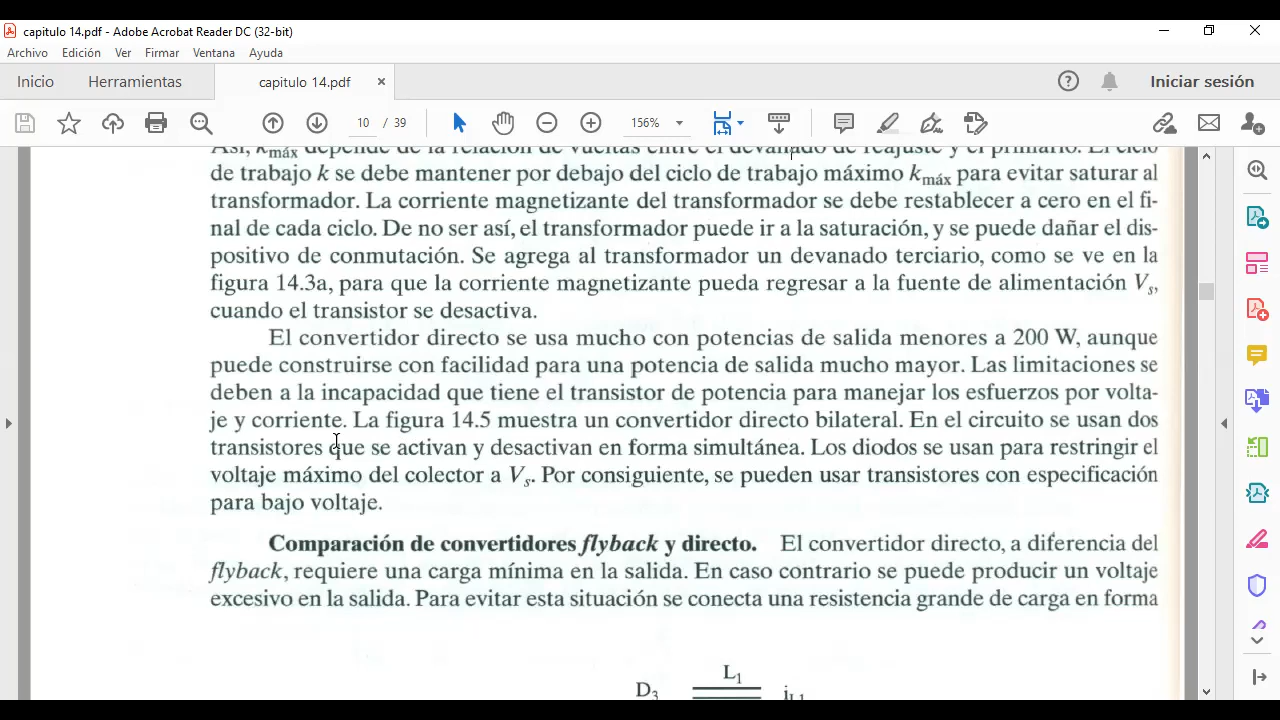 capitulo 14.pdf - Adobe Acrobat Reader DC (32-bit)
Archivo Edición Ver Firmar Ventana Ayuda
Inicio Herramientas capitulo 14.pdf × Iniciar sesión
10 / 39 156%
Así, kmáx depende de la relación de vueltas entre el devanado de reajuste y el primario. El ciclo
de trabajo k se debe mantener por debajo del ciclo de trabajo máximo kmáx para evitar saturar al
transformador. La corriente magnetizante del transformador se debe restablecer a cero en el fi-
nal de cada ciclo. De no ser así, el transformador puede ir a la saturación, y se puede dañar el dis-
positivo de conmutación. Se agrega al transformador un devanado terciario, como se ve en la
figura 14.3a, para que la corriente magnetizante pueda regresar a la fuente de alimentación Vs,
cuando el transistor se desactiva.
El convertidor directo se usa mucho con potencias de salida menores a 200 W, aunque
puede construirse con facilidad para una potencia de salida mucho mayor. Las limitaciones se
deben a la incapacidad que tiene el transistor de potencia para manejar los esfuerzos por volta-
je y corriente. La figura 14.5 muestra un convertidor directo bilateral. En el circuito se usan dos
transistores que se activan y desactivan en forma simultánea. Los diodos se usan para restringir el
voltaje máximo del colector a Vs. Por consiguiente, se pueden usar transistores con especificación
para bajo voltaje.
Comparación de convertidores flyback y directo. El convertidor directo, a diferencia del
flyback, requiere una carga mínima en la salida. En caso contrario se puede producir un voltaje
excesivo en la salida. Para evitar esta situación se conecta una resistencia grande de carga en forma
L1
D3 iL1